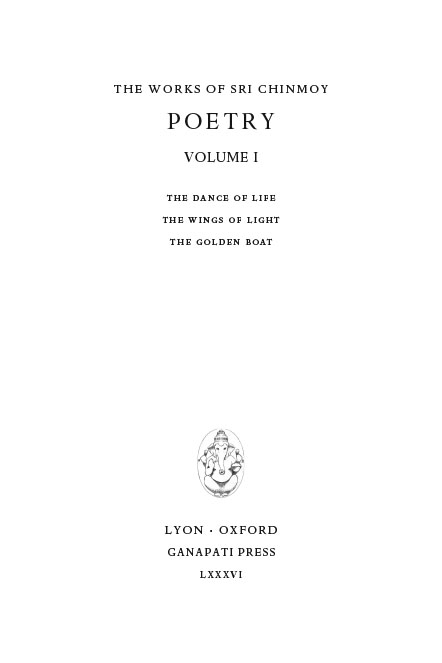 THE WORKS OF SRI CHINMOY
POETRY
VOLUME I
THE DANCE OF LIFE
THE WINGS OF LIGHT
THE GOLDEN BOAT
LYON · OXFORD
GANAPATI PRESS
LXXXVI